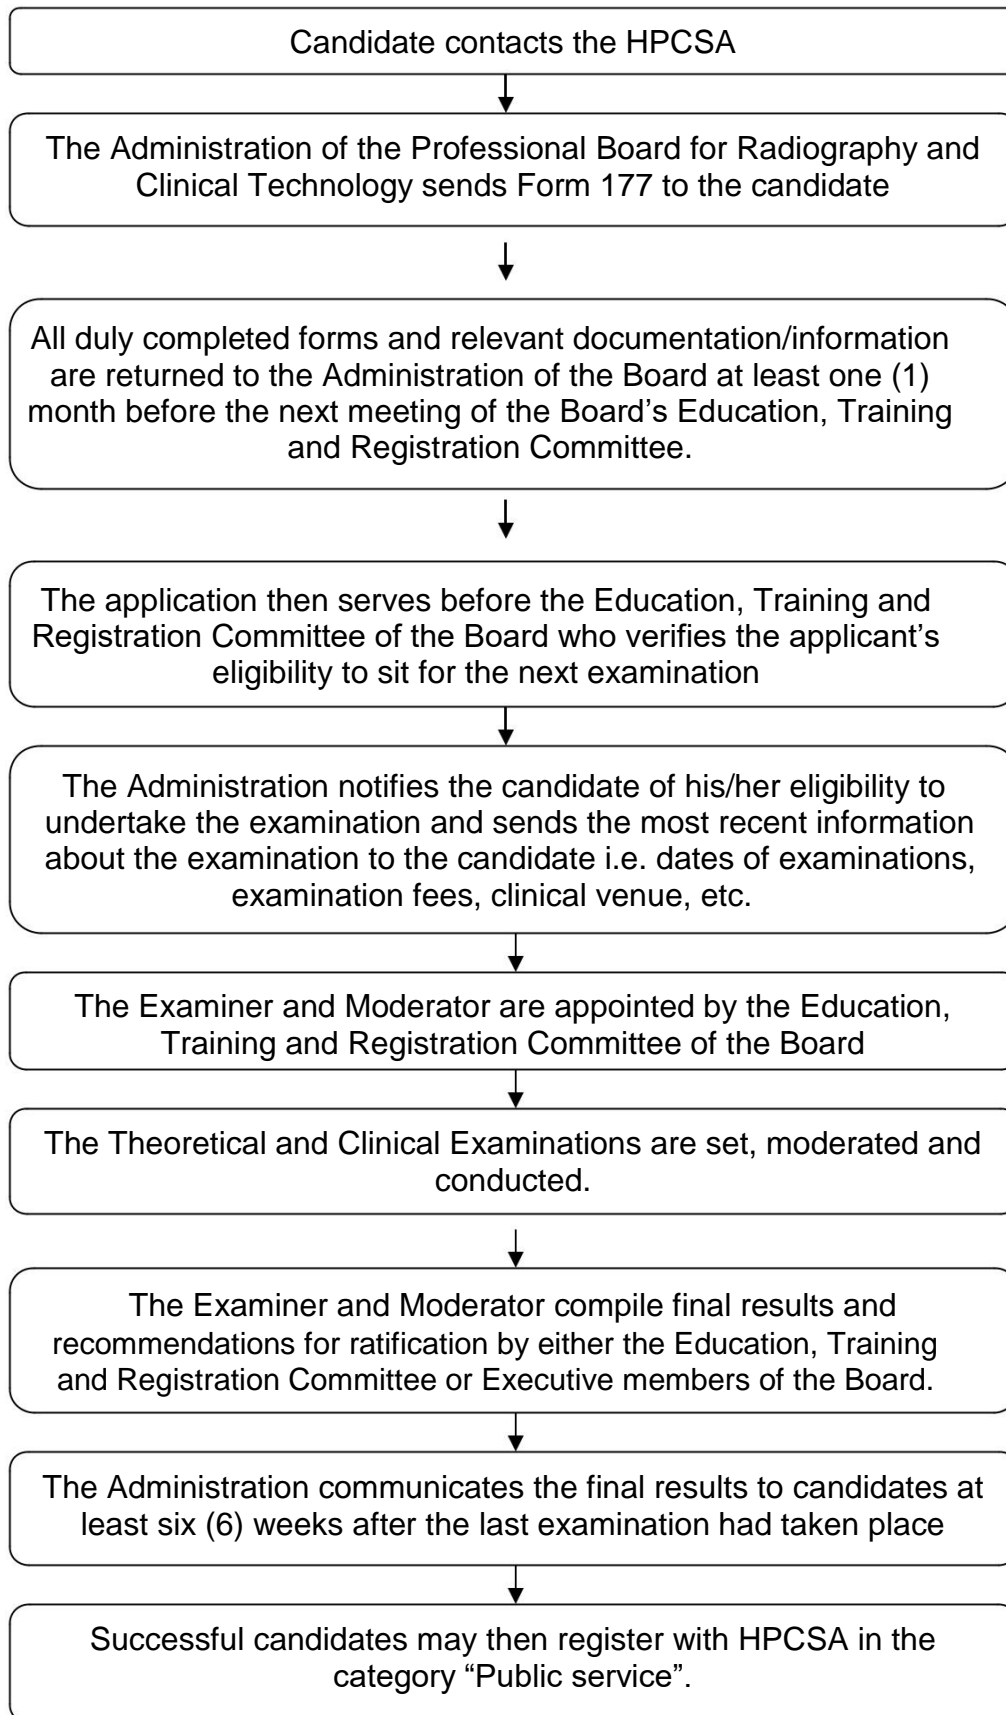 Candidate contacts the HPCSA
The Administration of the Professional Board for Radiography and
Clinical Technology sends Form 177 to the candidate
All duly completed forms and relevant documentation/information
are returned to the Administration of the Board at least one (1)
month before the next meeting of the Board’s Education, Training
and Registration Committee.
The application then serves before the Education, Training and
Registration Committee of the Board who verifies the applicant’s
eligibility to sit for the next examination
The Administration notifies the candidate of his/her eligibility to
undertake the examination and sends the most recent information
about the examination to the candidate i.e. dates of examinations,
examination fees, clinical venue, etc.
The Examiner and Moderator are appointed by the Education,
Training and Registration Committee of the Board
The Theoretical and Clinical Examinations are set, moderated and
conducted.
The Examiner and Moderator compile final results and
recommendations for ratification by either the Education, Training
and Registration Committee or Executive members of the Board.
The Administration communicates the final results to candidates at
least six (6) weeks after the last examination had taken place
Successful candidates may then register with HPCSA in the
category “Public service”.